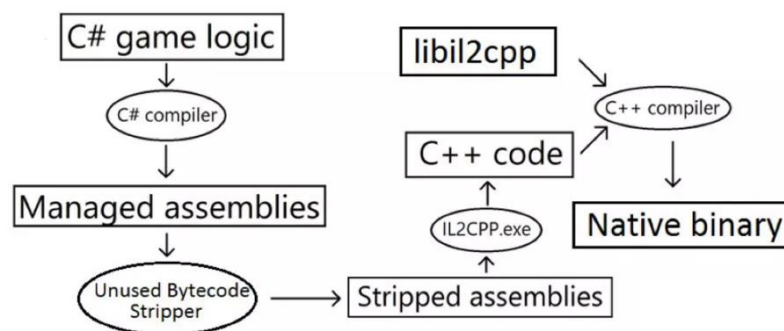 C# game logic
C# compiler
Managed assemblies
Unused Bytecode
Stripper
Stripped assemblies
IL2CPP.exe
C++ code
libil2cpp
C++ compiler
Native binary